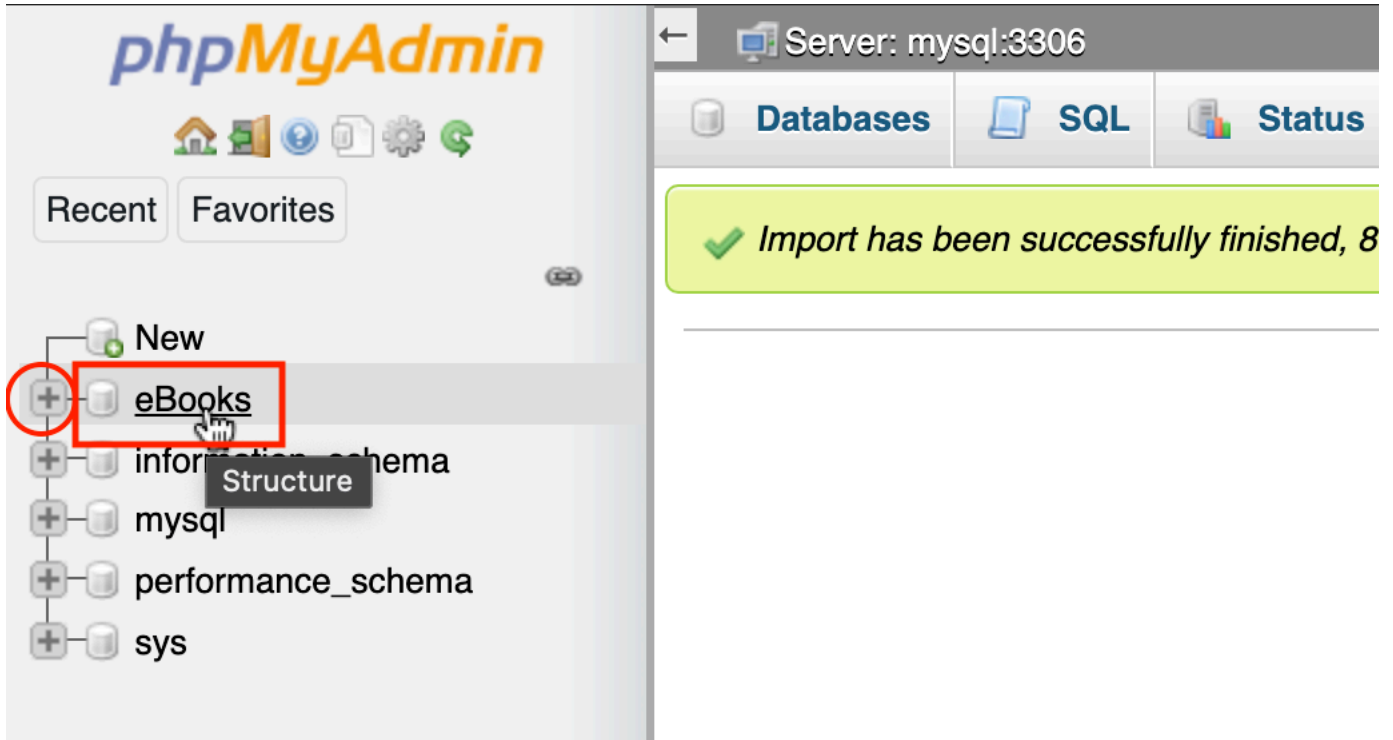 phpMyAdmin
Recent Favorites
New
eBooks
information_schema
Structure
mysql
performance_schema
sys
Server: mysql:3306
Databases SQL Status
Import has been successfully finished, 8